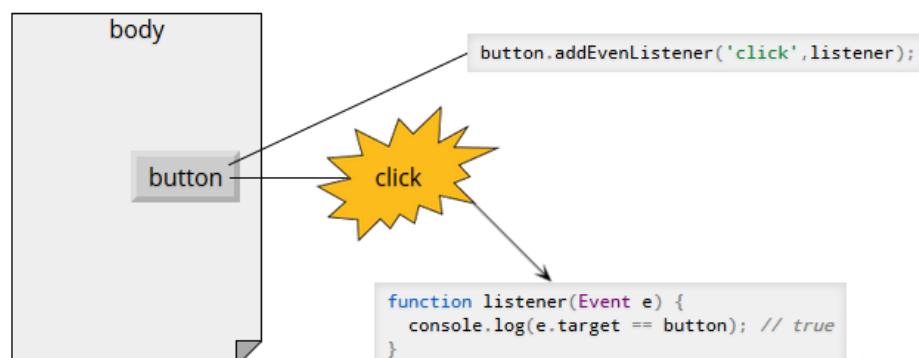 body
button.addEvenListener('click',listener);
button
click
function listener(Event e) {
console.log(e.target == button); // true
}